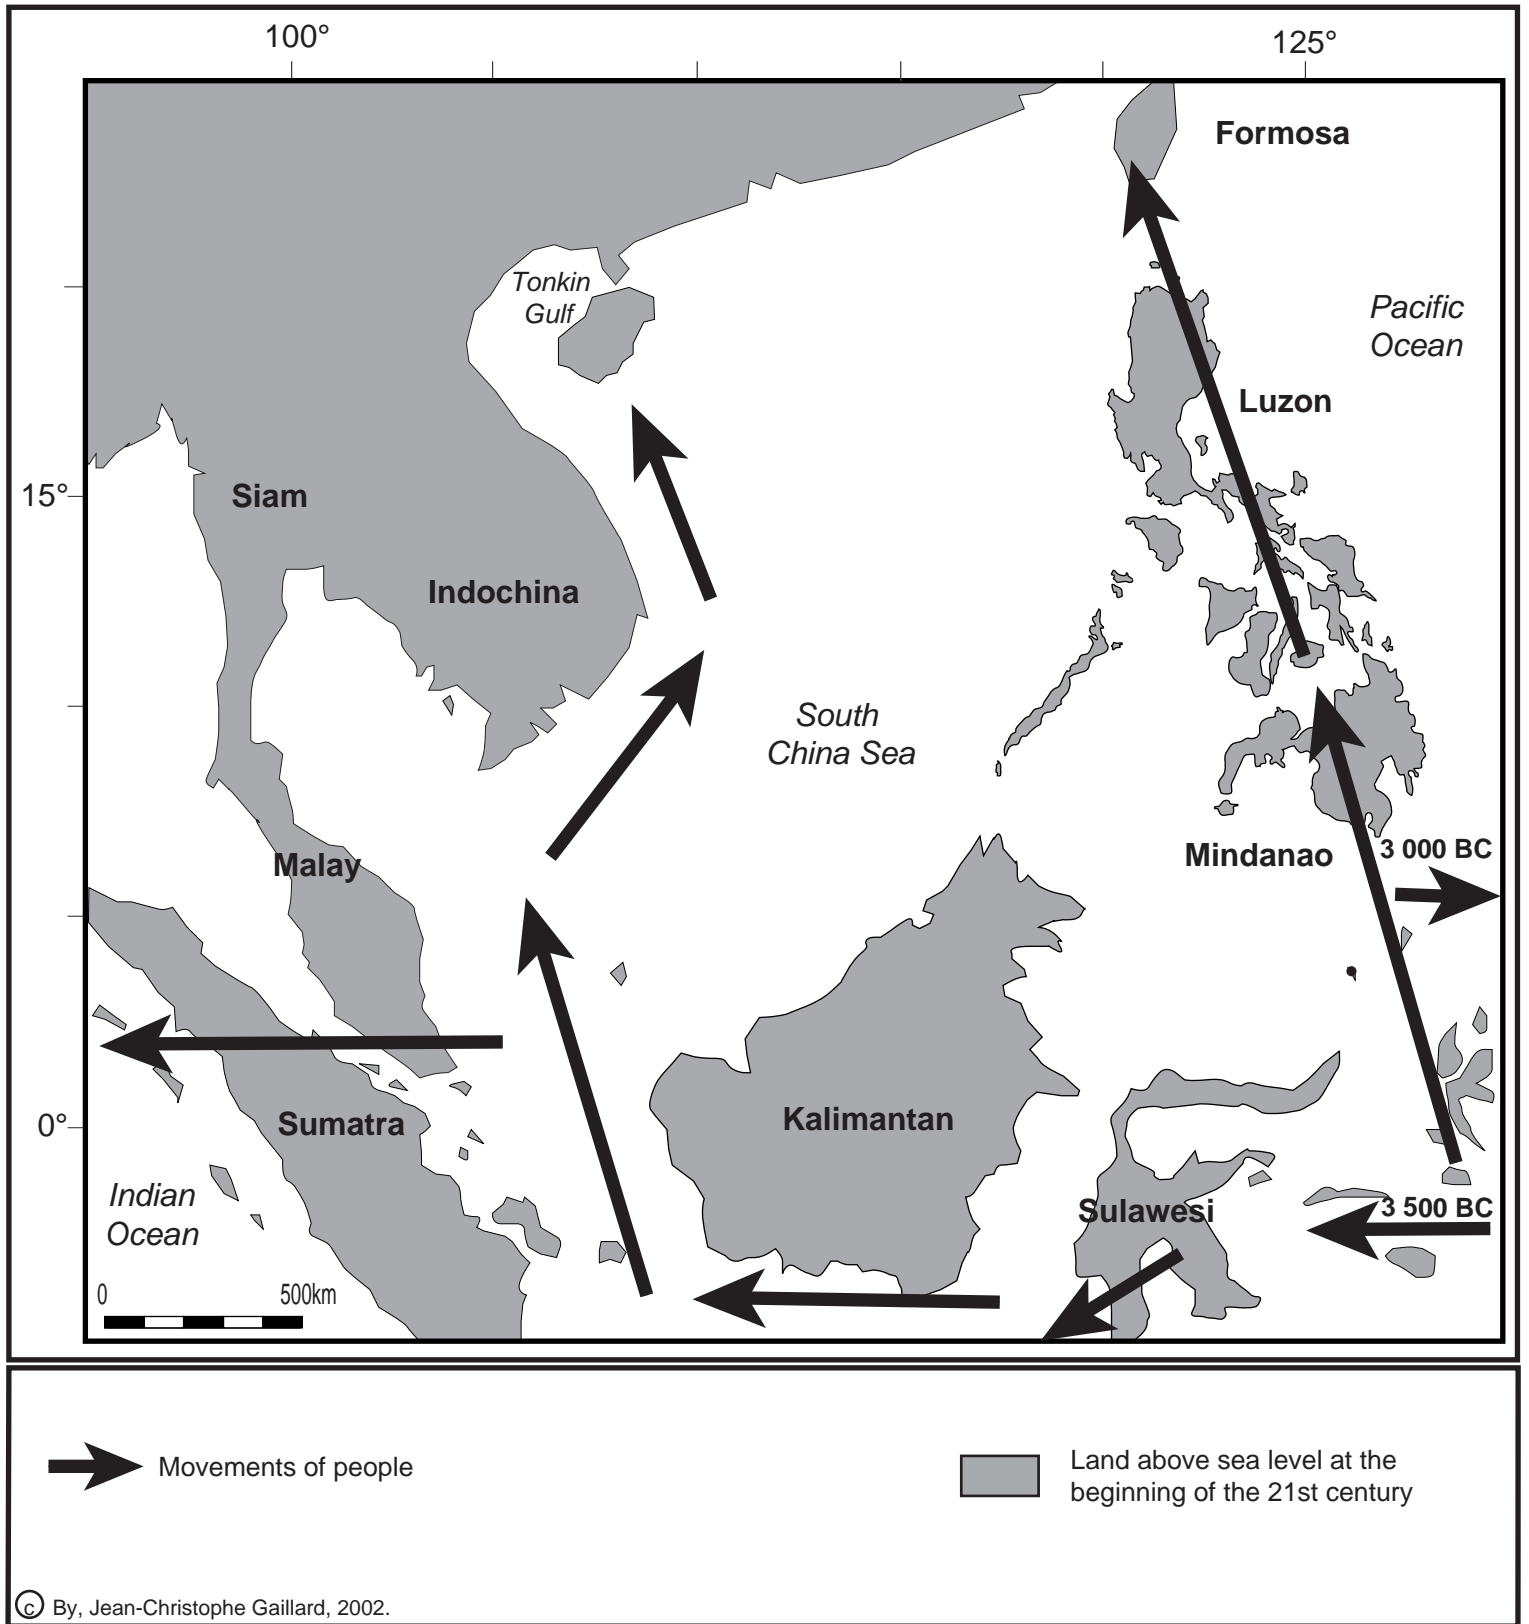 100°
125°
Formosa
Tonkin
Gulf
Pacific
Ocean
Luzon
15°
Siam
Indochina
South
China Sea
Malay
Mindanao
3 000 BC
0°
Sumatra
Kalimantan
Indian
Ocean
Sulawesi
3 500 BC
0
500km
Movements of people
Land above sea level at the
beginning of the 21st century
c By, Jean-Christophe Gaillard, 2002.